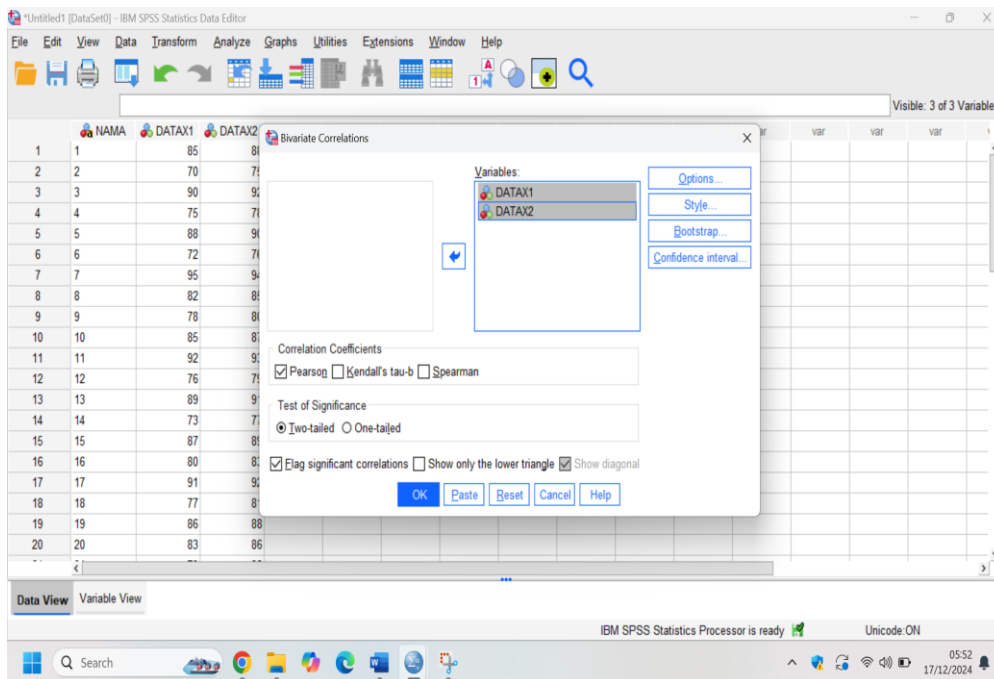 *Untitled1 [DataSet0] - IBM SPSS Statistics Data Editor
File Edit View Data Transform Analyze Graphs Utilities Extensions Window Help
Visible: 3 of 3 Variable
NAMA DATAX1 DATAX2 var var var
1 1 85
2 2 70
3 3 90
4 4 75
5 5 88
6 6 72
7 7 95
8 8 82
9 9 78
10 10 85
11 11 92
12 12 76
13 13 89
14 14 73
15 15 87
16 16 80
17 17 91
18 18 77
19 19 86 88
20 20 83 86
Bivariate Correlations
Variables:
DATAX1
DATAX2
Options...
Style...
Bootstrap...
Confidence interval...
Correlation Coefficients
Pearson Kendall's tau-b Spearman
Test of Significance
Two-tailed One-tailed
Flag significant correlations Show only the lower triangle Show diagonal
OK Paste Reset Cancel Help
Data View Variable View
IBM SPSS Statistics Processor is ready Unicode:ON
Search
05:52
17/12/2024